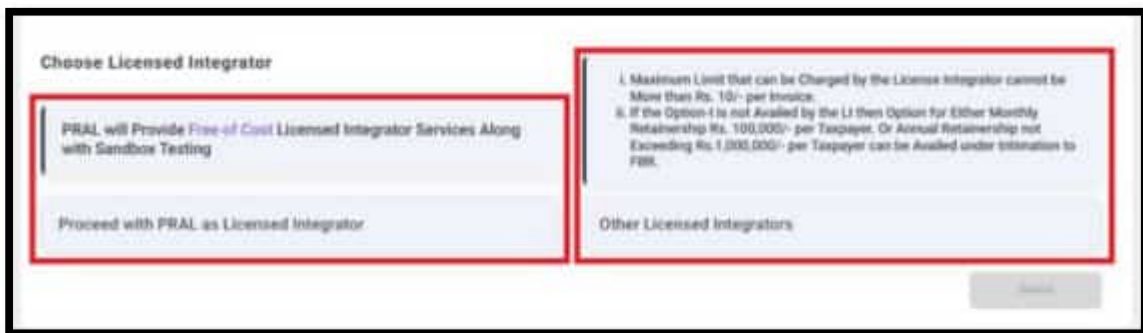 Choose Licensed Integrator
PRAL will Provide Free of Cost Licensed Integrator Services Along
with Sandbox Testing
Proceed with PRAL as Licensed Integrator
i. Maximum Limit that can be Charged by the License Integrator cannot be
More than Rs. 10/- per Invoice.
ii. If the Option-I is not Availed by the LI then Option for Either Monthly
Retainership Rs. 100,000/- per Taxpayer. Or Annual Retainership not
Exceeding Rs.1,000,000/- per Taxpayer can be Availed under Intimation to
FBR.
Other Licensed Integrators